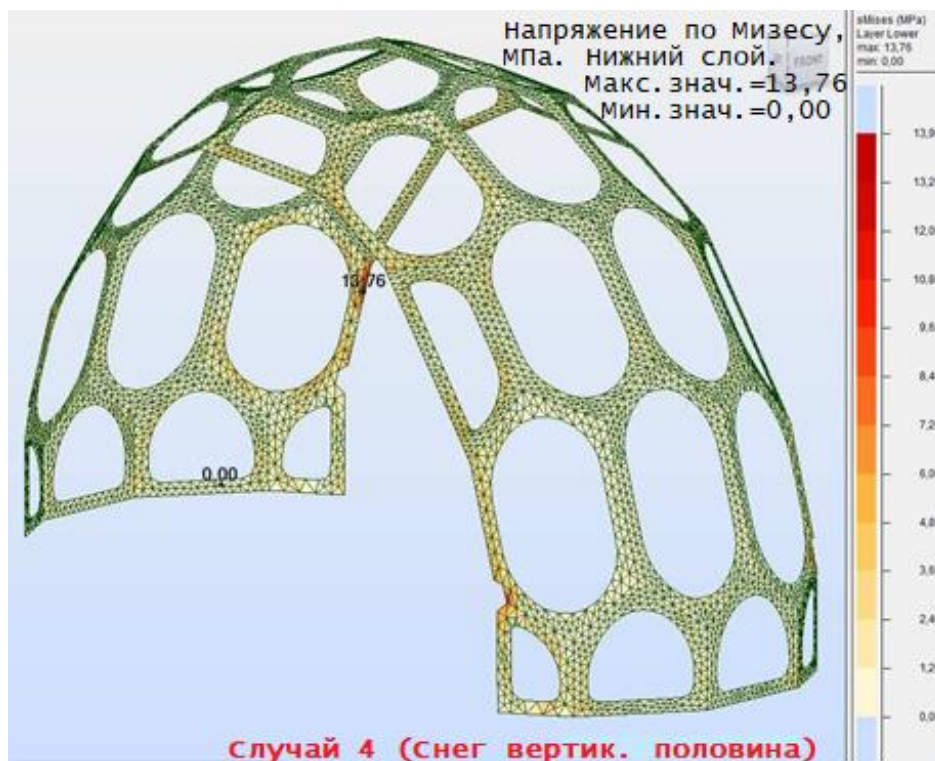 Напряжение по Мизесу,
МПа. Нижний слой.
Макс.знач.=13,76
Мин.знач.=0,00
FRONT
sMises (MPa)
Layer Lower
max: 13,76
min: 0,00
13,9
13,2
12,0
10,8
9,6
8,4
7,2
6,0
4,8
3,6
2,4
1,2
0,0
13,76
0,00
Случай 4 (Снег вертик. половина)